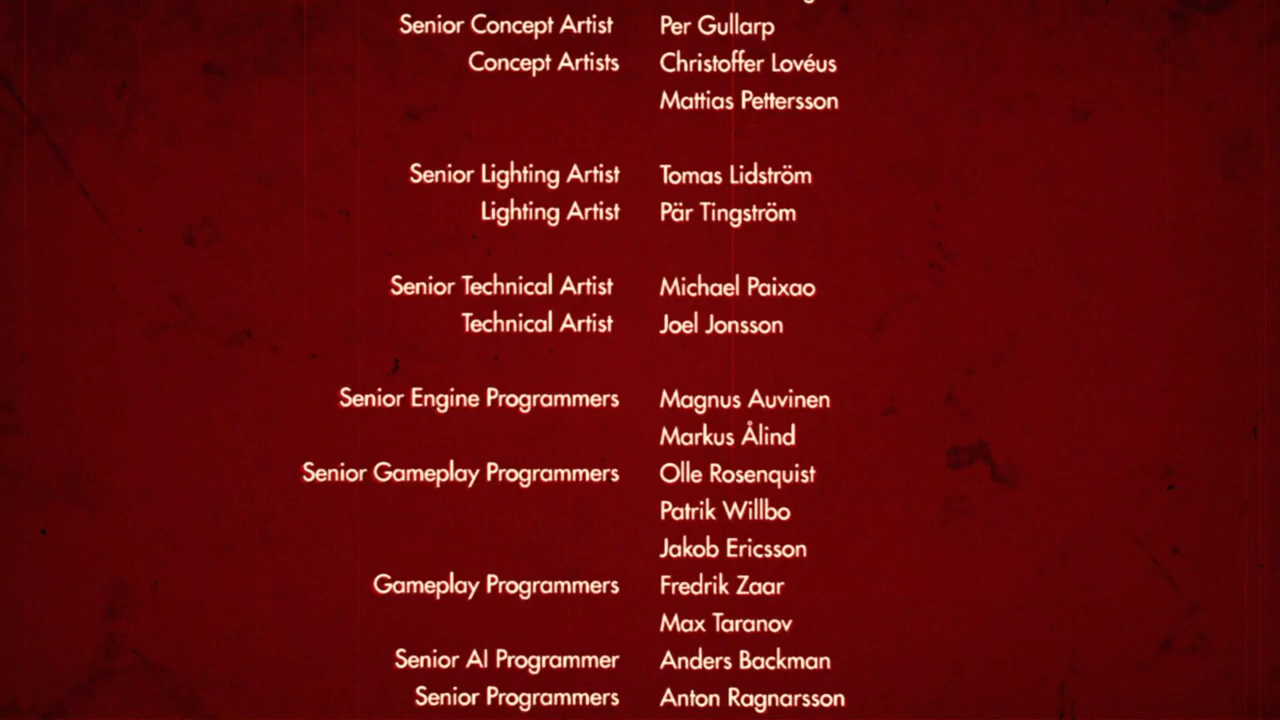 Senior Concept Artist Per Gullarp
Concept Artists Christoffer Lovéus
Mattias Pettersson
Senior Lighting Artist Tomas Lidström
Lighting Artist Pär Tingström
Senior Technical Artist Michael Paixao
Technical Artist Joel Jonsson
Senior Engine Programmers Magnus Auvinen
Markus Ålind
Senior Gameplay Programmers Olle Rosenquist
Patrik Willbo
Jakob Ericsson
Gameplay Programmers Fredrik Zaar
Max Taranov
Senior AI Programmer Anders Backman
Senior Programmers Anton Ragnarsson